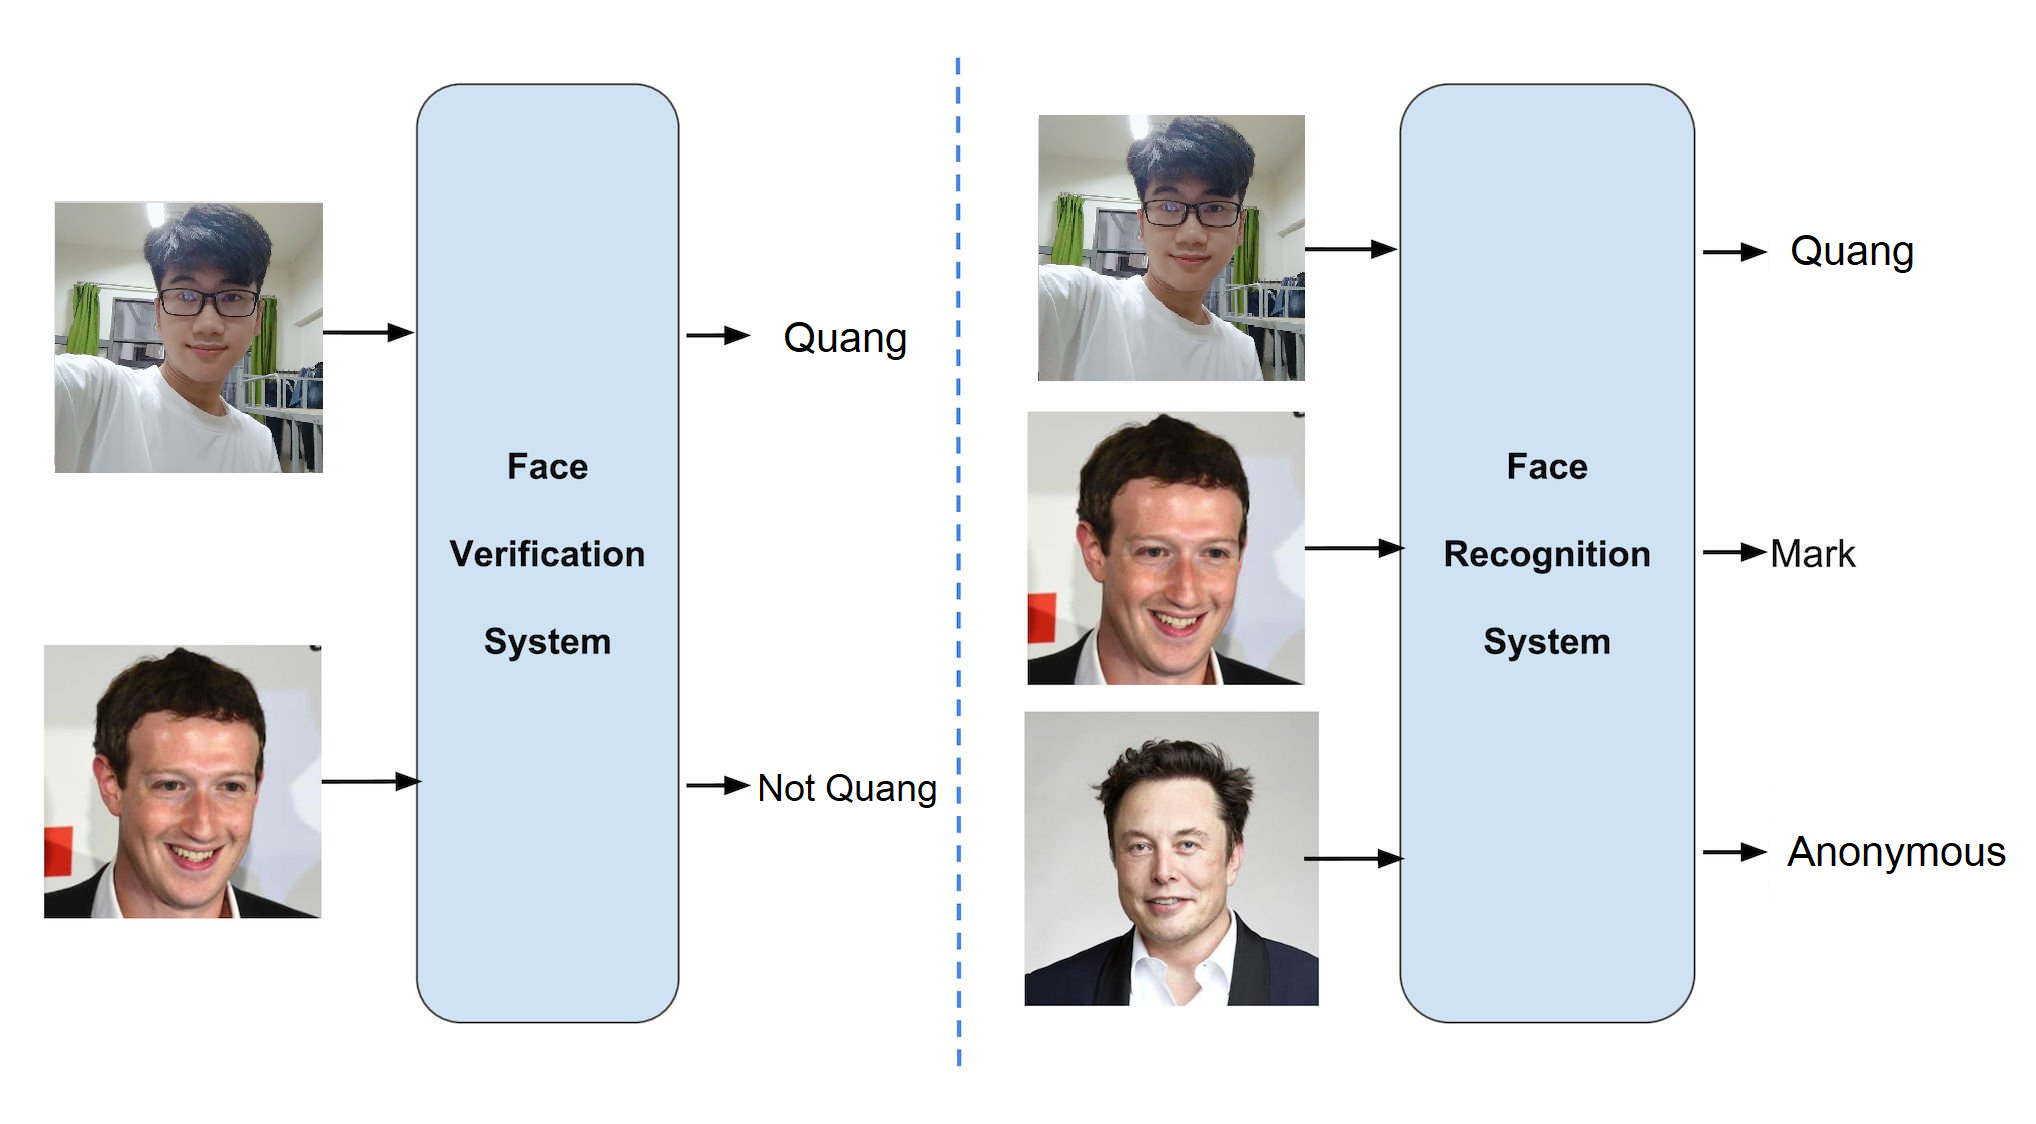 Face
Verification
System
Quang
Not Quang
Face
Recognition
System
Quang
Mark
Anonymous